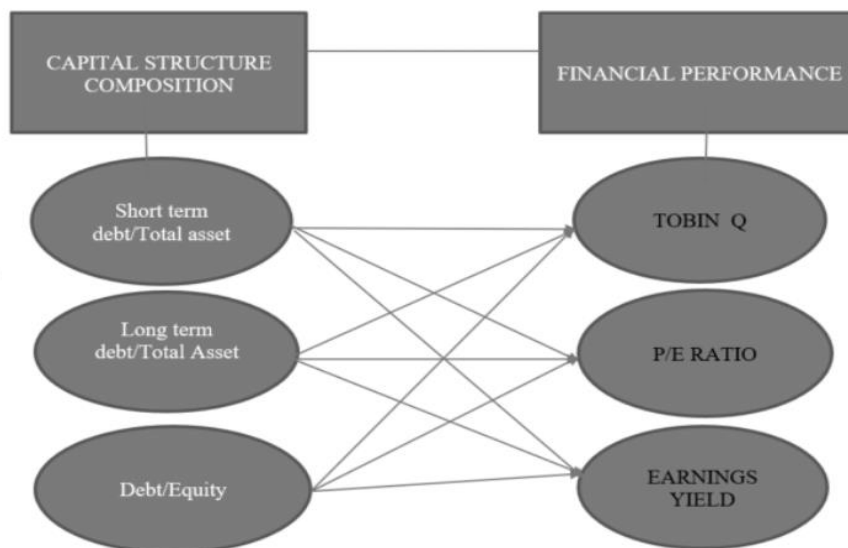 CAPITAL STRUCTURE
COMPOSITION
FINANCIAL PERFORMANCE
Short term
debt/Total asset
TOBIN Q
Long term
debt/Total Asset
P/E RATIO
Debt/Equity
EARNINGS
YIELD